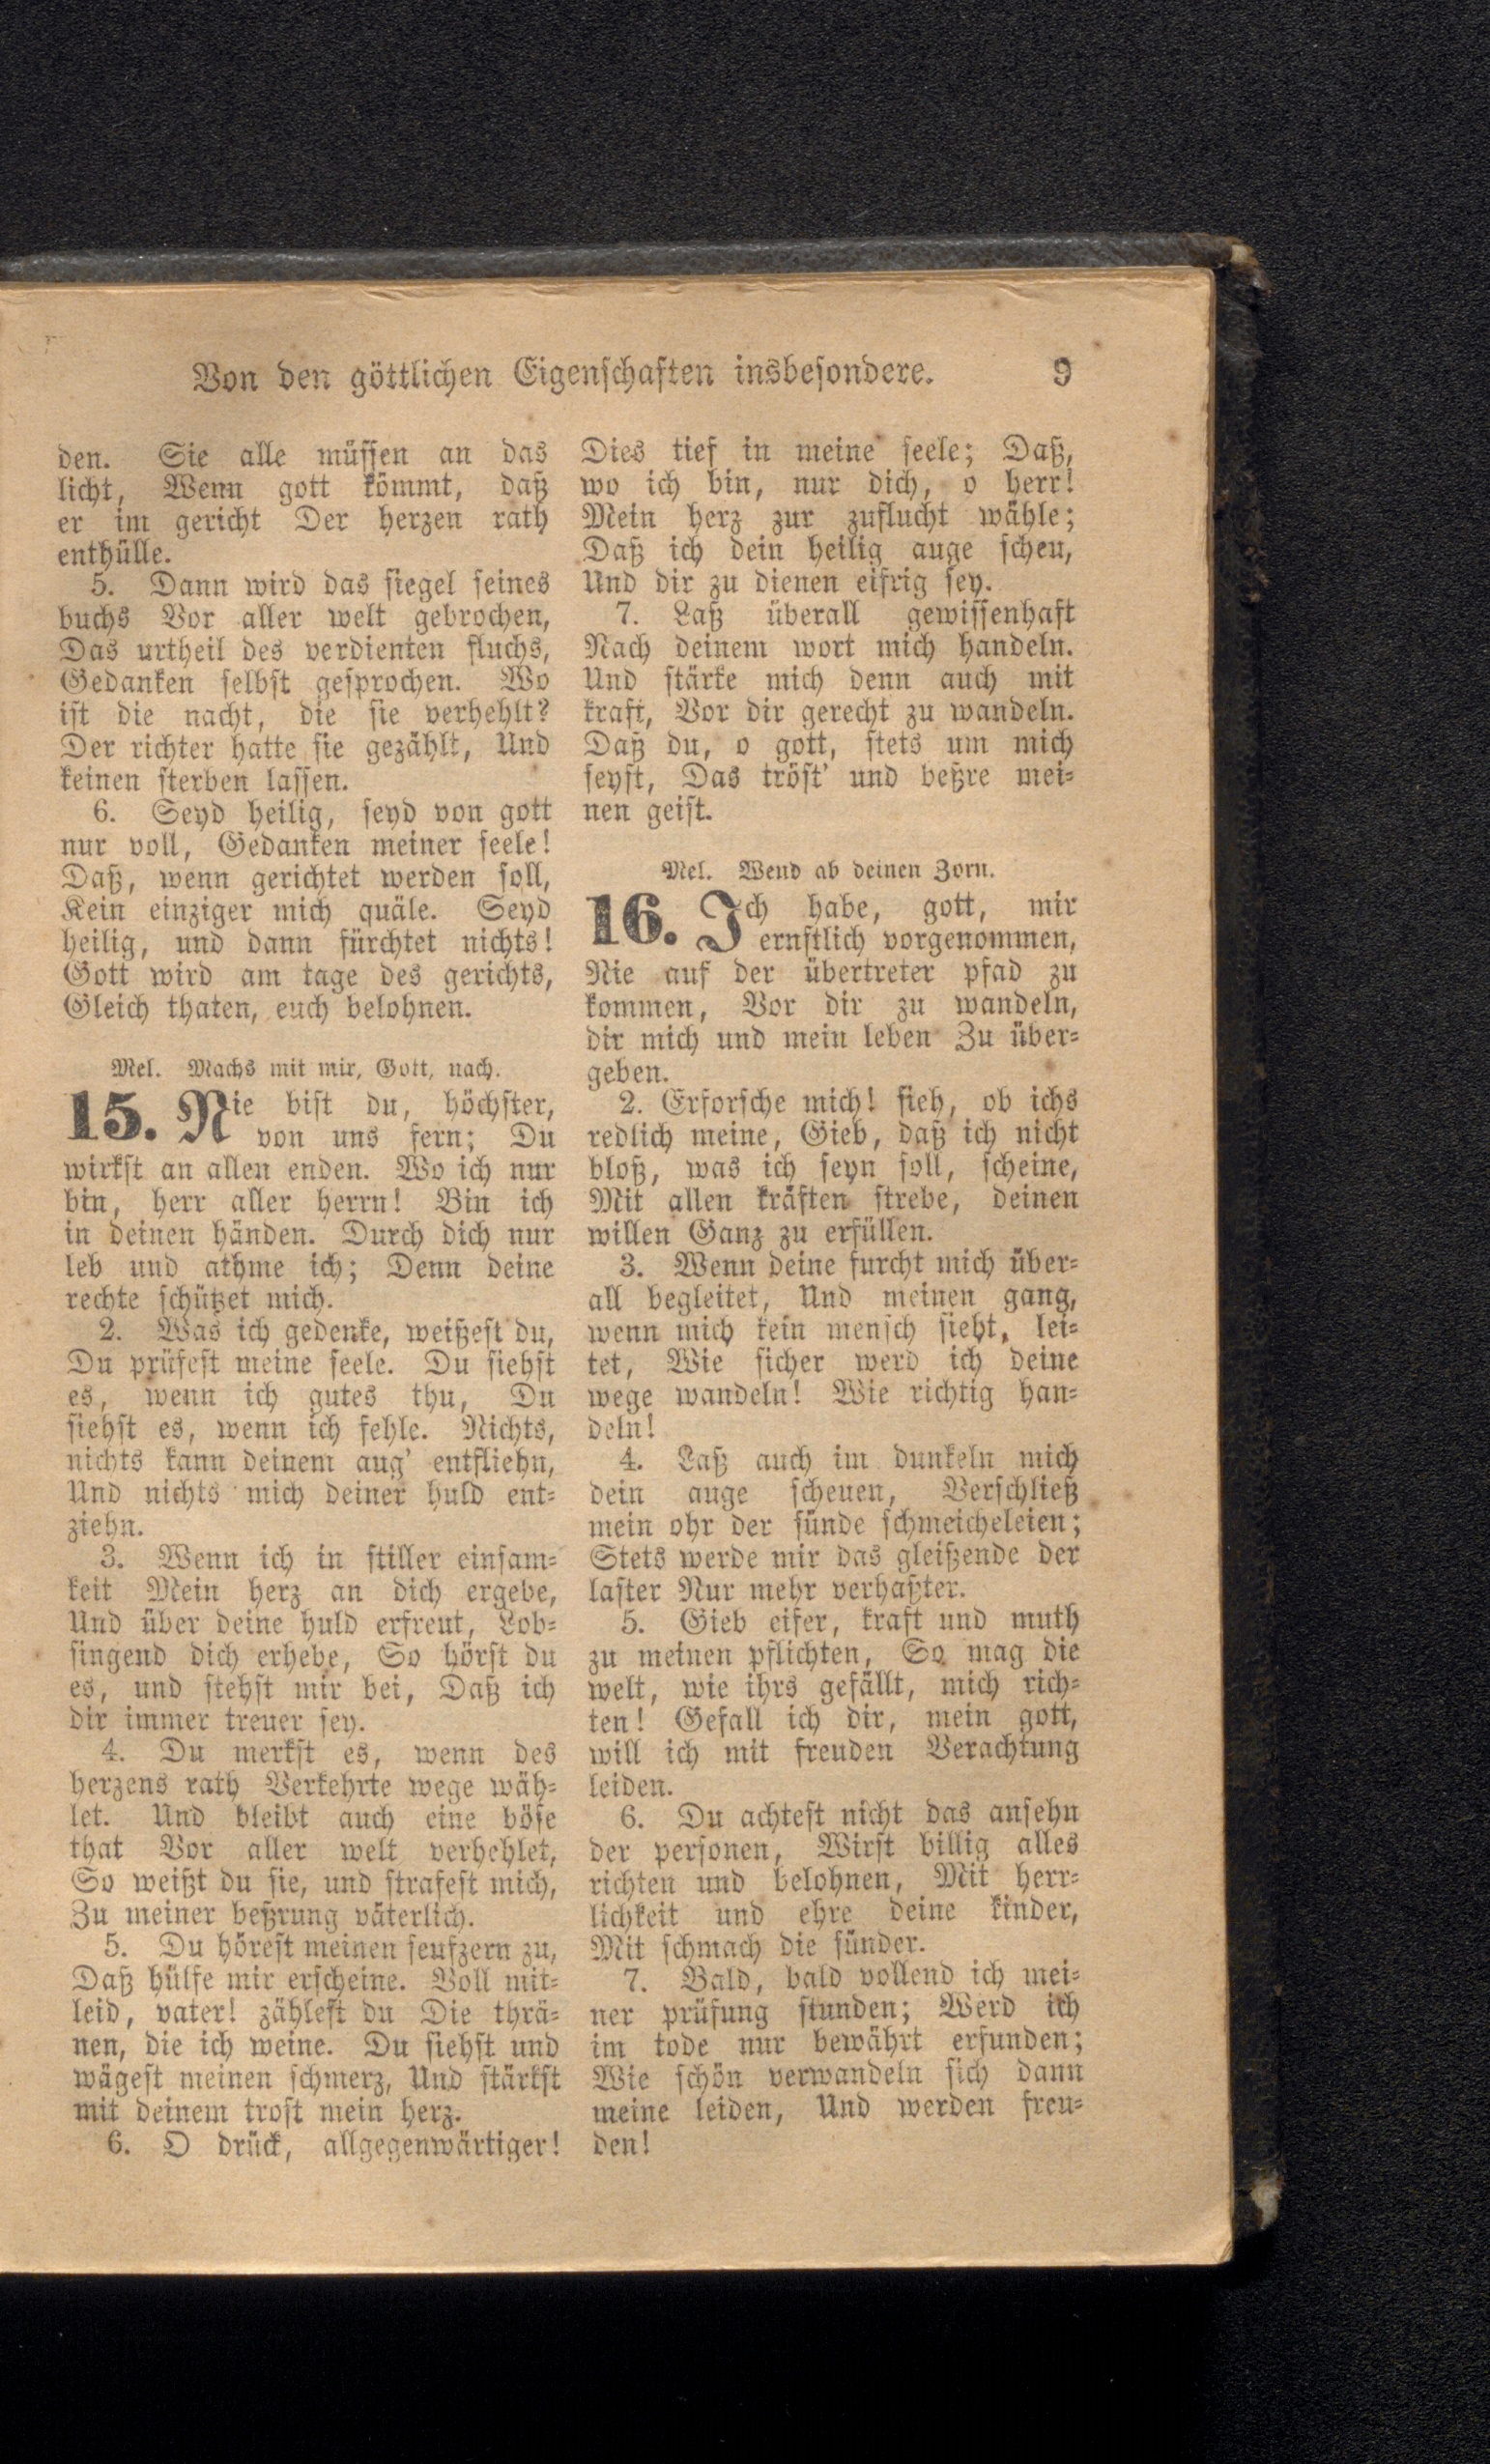 Von den göttlichen Eigenschaften insbesondere. 9
den. Sie alle müssen an das
licht, Wenn gott kömmt, daß
er im gericht Der herzen rath
enthülle.
5. Dann wird das siegel seines
buchs Vor aller welt gebrochen,
Das urtheil des verdienten fluchs,
Gedanken selbst gesprochen. Wo
ist die nacht, die sie verhehlt?
Der richter hatte sie gezählt, Und
keinen sterben lassen.
6. Seyd heilig, seyd von gott
nur voll, Gedanken meiner seele!
Daß, wenn gerichtet werden soll,
Kein einziger mich quäle. Seyd
heilig, und dann fürchtet nichts!
Gott wird am tage des gerichts,
Gleich thaten, euch belohnen.
Mel. Machs mit mir, Gott, nach.
15. Nie bist du, höchster,
von uns fern; Du
wirkst an allen enden. Wo ich nur
bin, herr aller herrn! Bin ich
in deinen händen. Durch dich nur
leb und athme ich; Denn deine
rechte schützet mich.
2. Was ich gedenke, weißest du,
Du prüfest meine seele. Du siehst
es, wenn ich gutes thu, Du
siehst es, wenn ich fehle. Nichts,
nichts kann deinem aug' entfliehn,
Und nichts mich deiner huld ent-
ziehn.
3. Wenn ich in stiller einsam-
keit Mein herz an dich ergebe,
Und über deine huld erfreut, Lob-
singend dich erhebe, So hörst du
es, und stehst mir bei, Daß ich
dir immer treuer sey.
4. Du merkst es, wenn des
herzens rath Verkehrte wege wäh-
let. Und bleibt auch eine böse
that Vor aller welt verhehlet,
So weißt du sie, und strafest mich,
Zu meiner beßrung väterlich.
5. Du hörest meinen seufzern zu,
Daß hülfe mir erscheine. Voll mit-
leid, vater! zählest du Die thrä-
nen, die ich weine. Du siehst und
wägest meinen schmerz, Und stärkst
mit deinem trost mein herz.
6. O drück, allgegenwärtiger!
Dies tief in meine seele; Daß,
wo ich bin, nur dich, o herr!
Mein herz zur zuflucht wähle;
Daß ich dein heilig auge scheu,
Und dir zu dienen eifrig sey.
7. Laß überall gewissenhaft
Nach deinem wort mich handeln.
Und stärke mich denn auch mit
kraft, Vor dir gerecht zu wandeln.
Daß du, o gott, stets um mich
seyst, Das tröst' und beßre mei-
nen geist.
Mel. Wend ab deinen Zorn.
16. Ich habe, gott, mir
ernstlich vorgenommen,
Nie auf der übertreter pfad zu
kommen, Vor dir zu wandeln,
dir mich und mein leben Zu über-
geben.
2. Erforsche mich! sieh, ob ichs
redlich meine, Gieb, daß ich nicht
bloß, was ich seyn soll, scheine,
Mit allen kräften strebe, deinen
willen Ganz zu erfüllen.
3. Wenn deine furcht mich über-
all begleitet, Und meinen gang,
wenn mich kein mensch sieht, lei-
tet, Wie sicher werd ich deine
wege wandeln! Wie richtig han-
deln!
4. Laß auch im dunkeln mich
dein auge scheuen, Verschließ
mein ohr der sünde schmeicheleien;
Stets werde mir das gleißende der
laster Nur mehr verhaßter.
5. Gieb eifer, kraft und muth
zu meinen pflichten, So mag die
welt, wie ihrs gefällt, mich rich-
ten! Gefall ich dir, mein gott,
will ich mit freuden Verachtung
leiden.
6. Du achtest nicht das ansehn
der personen, Wirst billig alles
richten und belohnen, Mit herr-
lichkeit und ehre deine kinder,
Mit schmach die sünder.
7. Bald, bald vollend ich mei-
ner prüfung stunden; Werd ich
im tode nur bewährt erfunden;
Wie schön verwandeln sich dann
meine leiden, Und werden freu-
den!